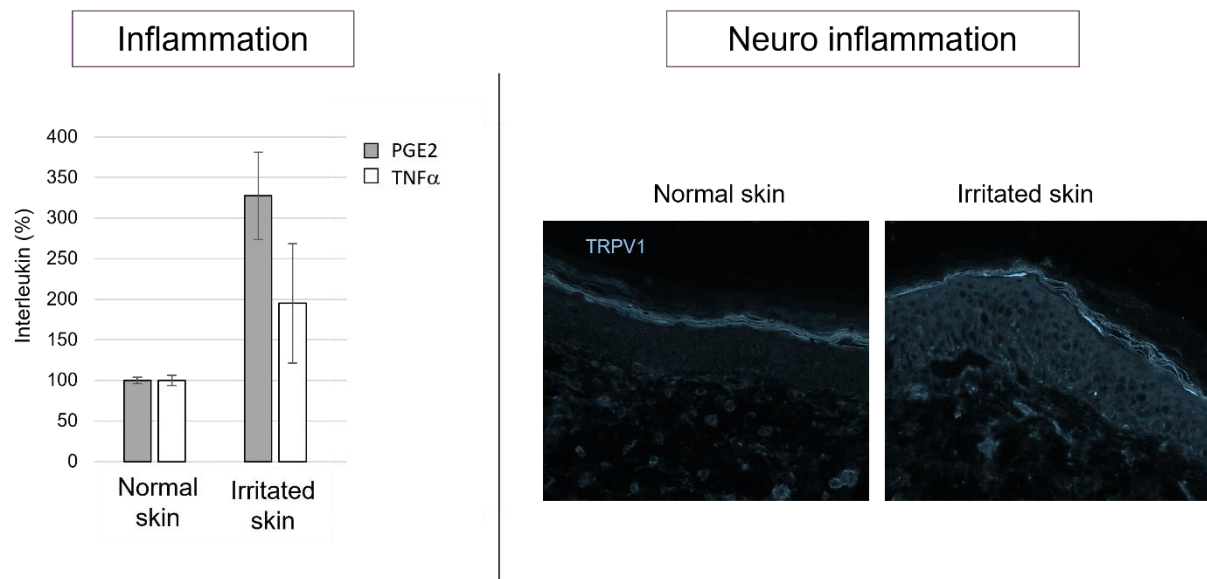 Inflammation
Neuro inflammation
400
350
300
250
200
150
100
50
0
Interleukin (%)
PGE2
TNFα
Normal
skin
Irritated
skin
Normal skin
Irritated skin
TRPV1